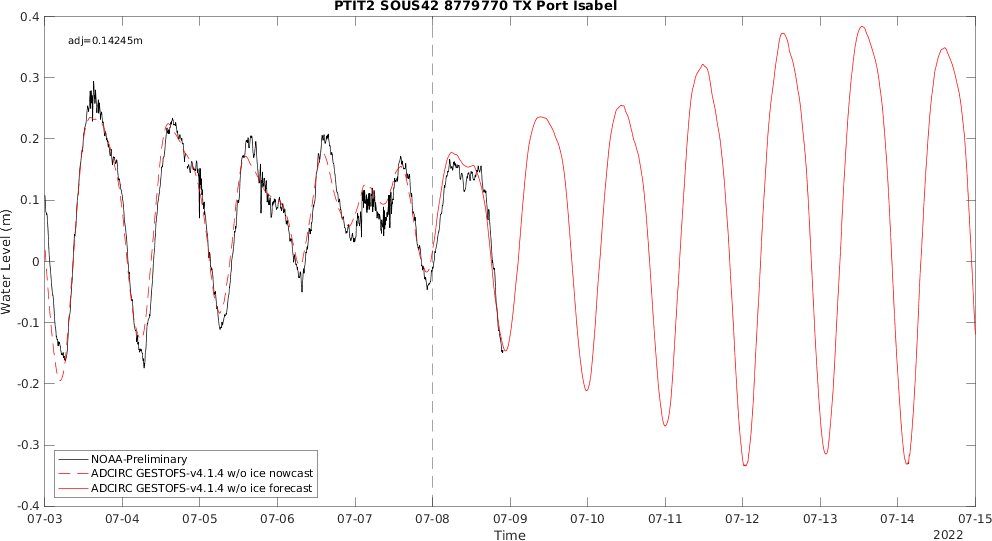 PTIT2 SOUS42 8779770 TX Port Isabel
adj=0.14245m
0.4
0.3
0.2
0.1
0
-0.1
-0.2
-0.3
-0.4
Water Level (m)
NOAA-Preliminary
ADCIRC GESTOFS-v4.1.4 w/o ice nowcast
ADCIRC GESTOFS-v4.1.4 w/o ice forecast
07-03 07-04 07-05 07-06 07-07 07-08 07-09 07-10 07-11 07-12 07-13 07-14 07-15
Time
2022